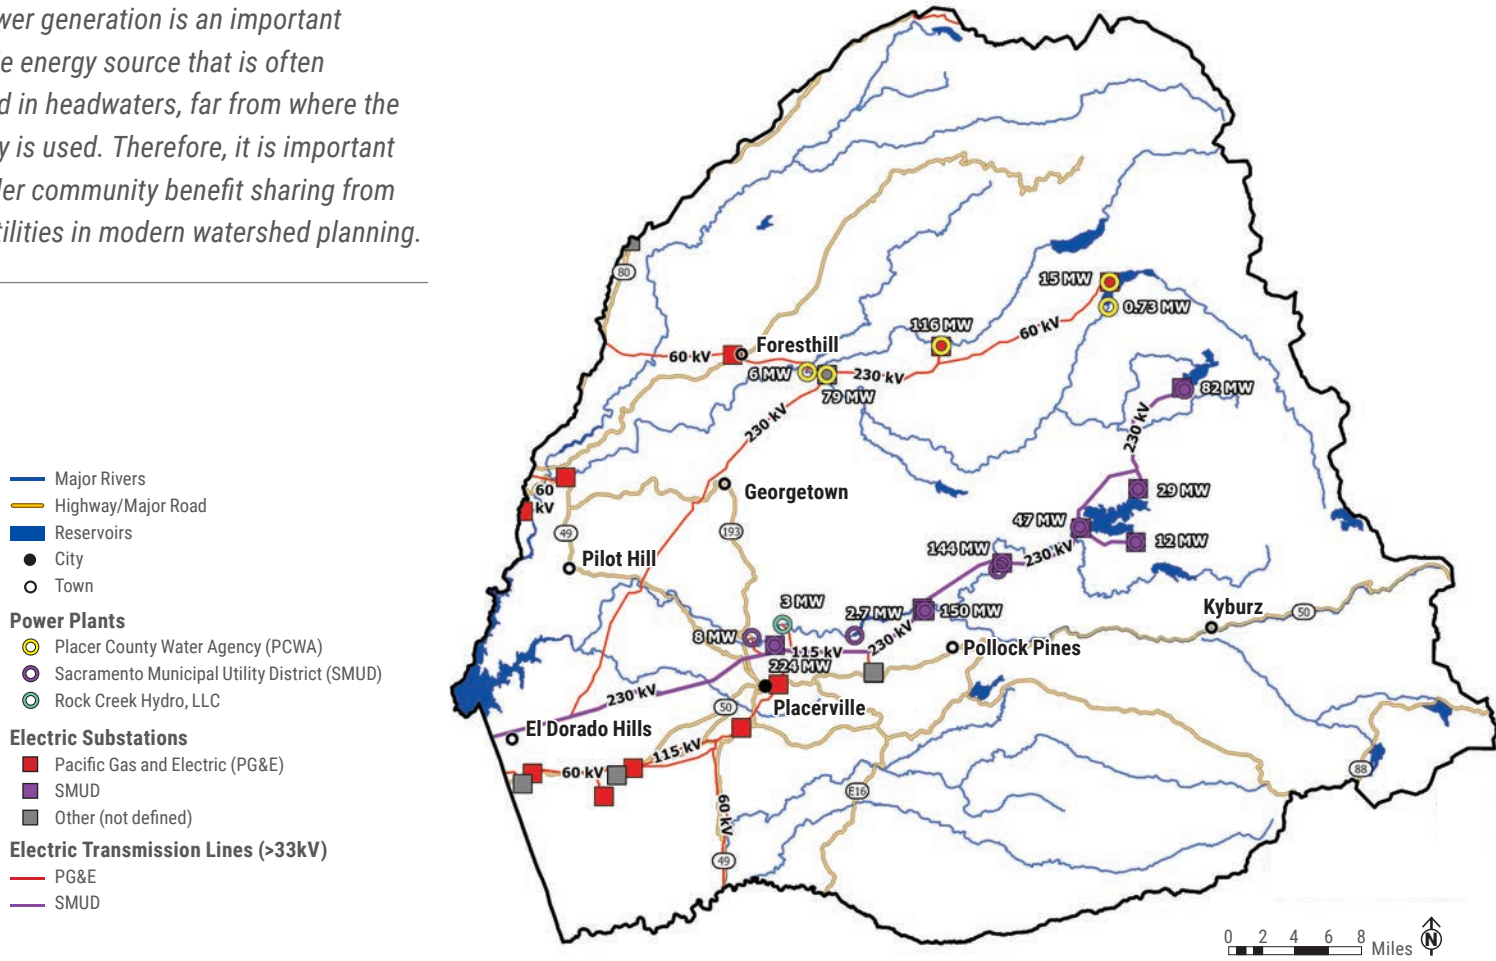 wer generation is an important
e energy source that is often
d in headwaters, far from where the
y is used. Therefore, it is important
der community benefit sharing from
tilities in modern watershed planning.
Major Rivers
Highway/Major Road
Reservoirs
City
Town
Power Plants
Placer County Water Agency (PCWA)
Sacramento Municipal Utility District (SMUD)
Rock Creek Hydro, LLC
Electric Substations
Pacific Gas and Electric (PG&E)
SMUD
Other (not defined)
Electric Transmission Lines (>33kV)
PG&E
SMUD
80
15 MW
0.73 MW
116 MW
60 kV
Foresthill
60 kV
6 MW
230 kV
79 MW
82 MW
230 kV
230 kV
60
kV
Georgetown
29 MW
49
193
47 MW
12 MW
144 MW
230 kV
Pilot Hill
3 MW
2.7 MW
150 MW
Kyburz
50
8 MW
230 kV
115 kV
Pollock Pines
224 MW
230 kV
50
Placerville
El Dorado Hills
115 kV
60 kV
88
E16
60 kV
49
0 2 4 6 8
Miles
N